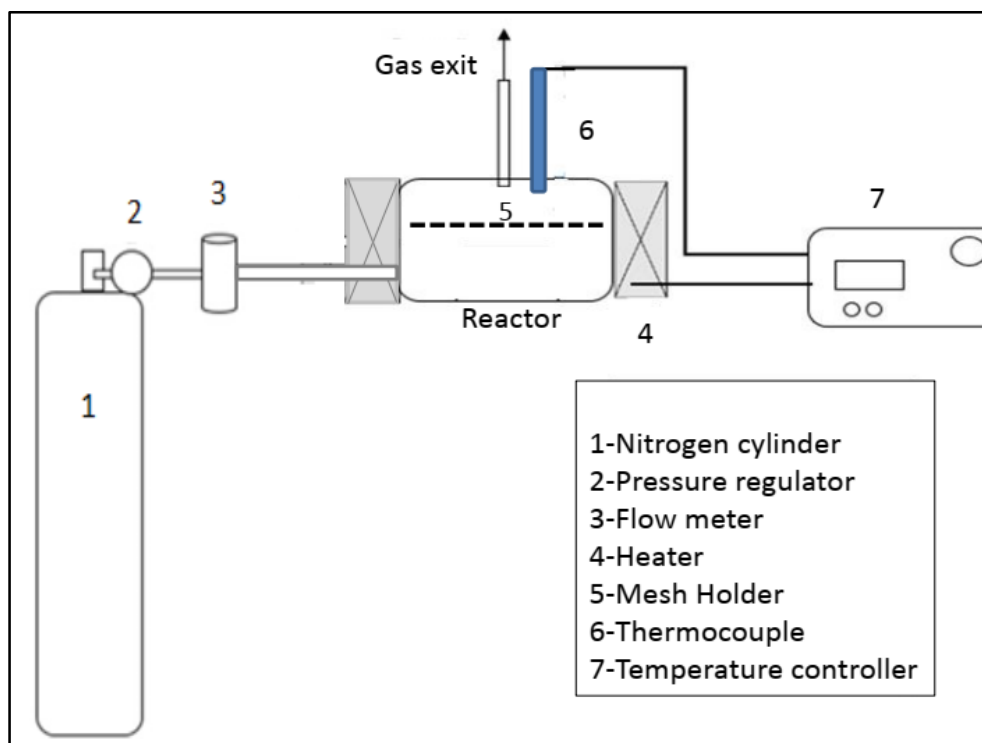 Gas exit
6
5
7
3
2
Reactor
4
1
1-Nitrogen cylinder
2-Pressure regulator
3-Flow meter
4-Heater
5-Mesh Holder
6-Thermocouple
7-Temperature controller